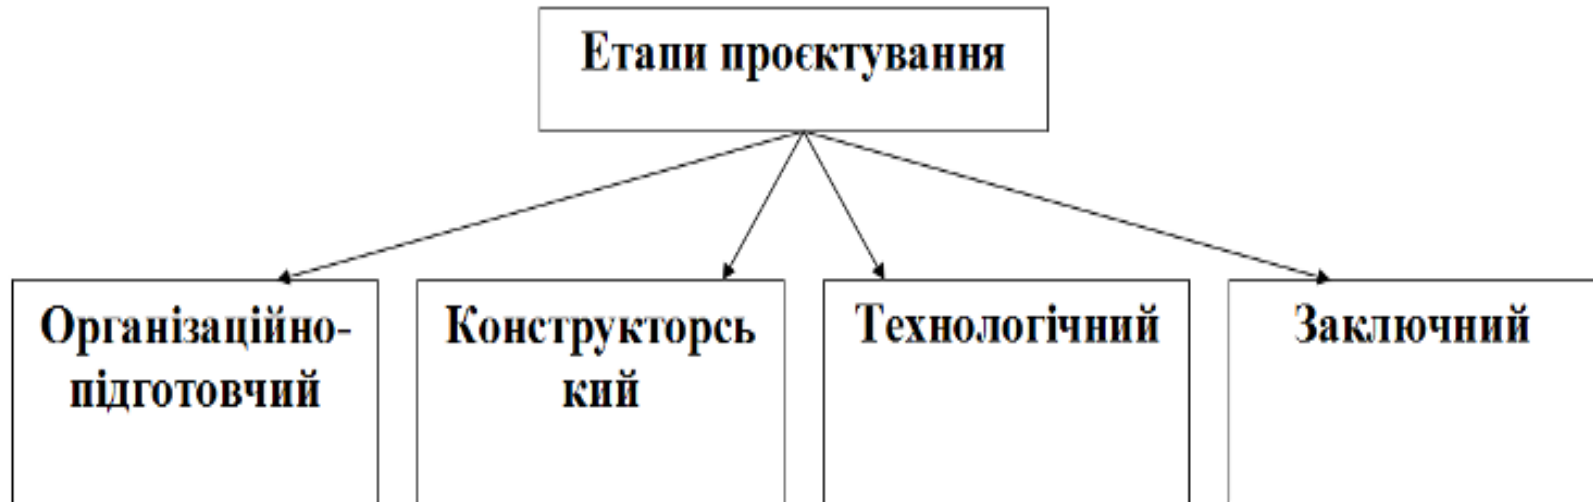 Етапи проєктування
Організаційно-
підготовчий
Конструкторсь
кий
Технологічний
Заключний